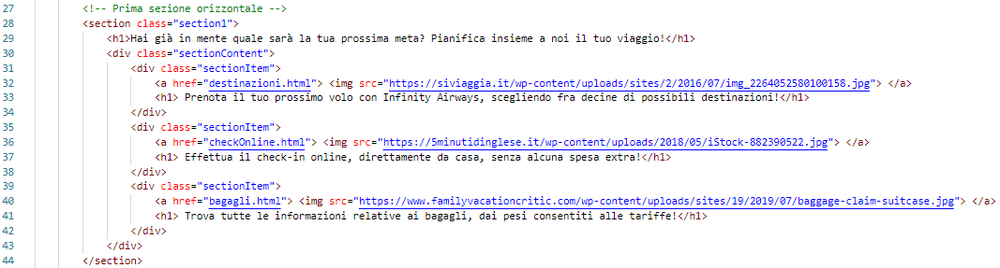 27 <!-- Prima sezione orizzontale -->
28 <section class="section1">
29 <h1>Hai già in mente quale sarà la tua prossima meta? Pianifica insieme a noi il tuo viaggio!</h1>
30 <div class="sectionContent">
31 <div class="sectionItem">
32 <a href="destinazioni.html"> <img src="https://siviaggia.it/wp-content/uploads/sites/2/2016/07/img_2264052580100158.jpg"> </a>
33 <h1> Prenota il tuo prossimo volo con Infinity Airways, scegliendo fra decine di possibili destinazioni!</h1>
34 </div>
35 <div class="sectionItem">
36 <a href="checkOnline.html"> <img src="https://5minutidinglese.it/wp-content/uploads/2018/05/iStock-882390522.jpg"> </a>
37 <h1> Effettua il check-in online, direttamente da casa, senza alcuna spesa extra!</h1>
38 </div>
39 <div class="sectionItem">
40 <a href="bagagli.html"> <img src="https://www.familyvacationcritic.com/wp-content/uploads/sites/19/2019/07/baggage-claim-suitcase.jpg"> </a>
41 <h1> Trova tutte le informazioni relative ai bagagli, dai pesi consentiti alle tariffe!</h1>
42 </div>
43 </div>
44 </section>